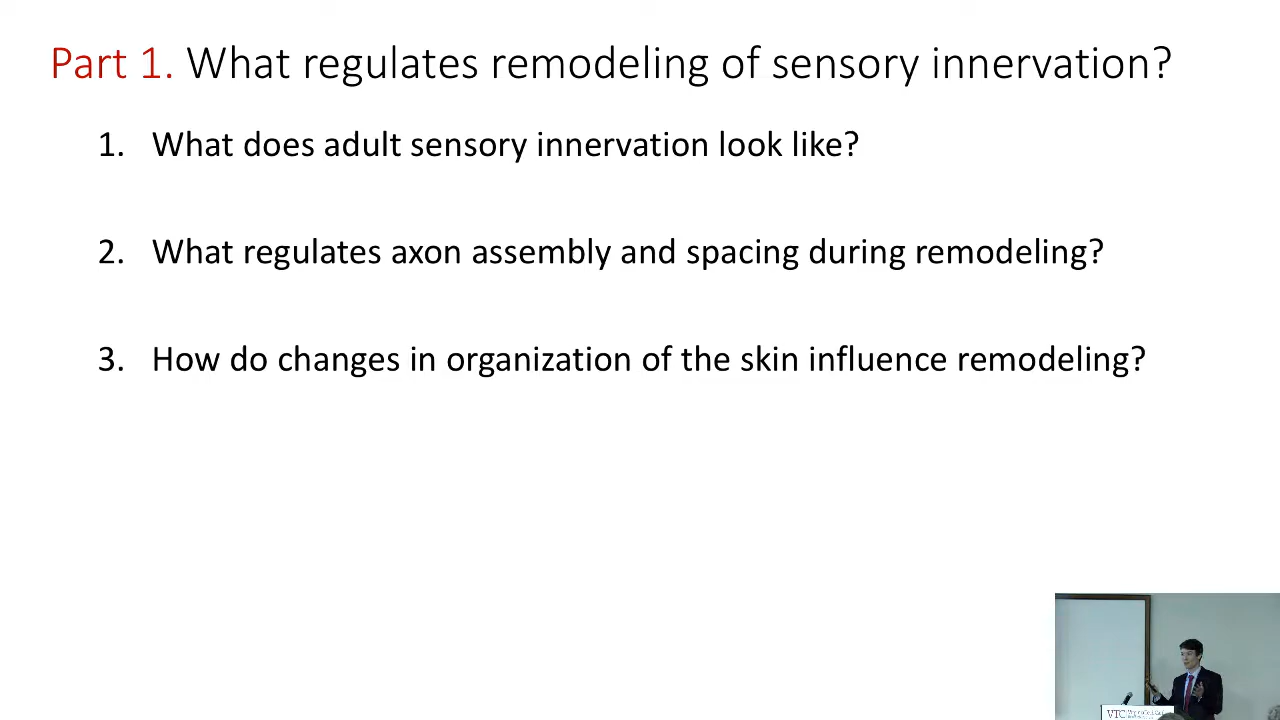 Part 1. What regulates remodeling of sensory innervation?
1. What does adult sensory innervation look like?
2. What regulates axon assembly and spacing during remodeling?
3. How do changes in organization of the skin influence remodeling?
VTC